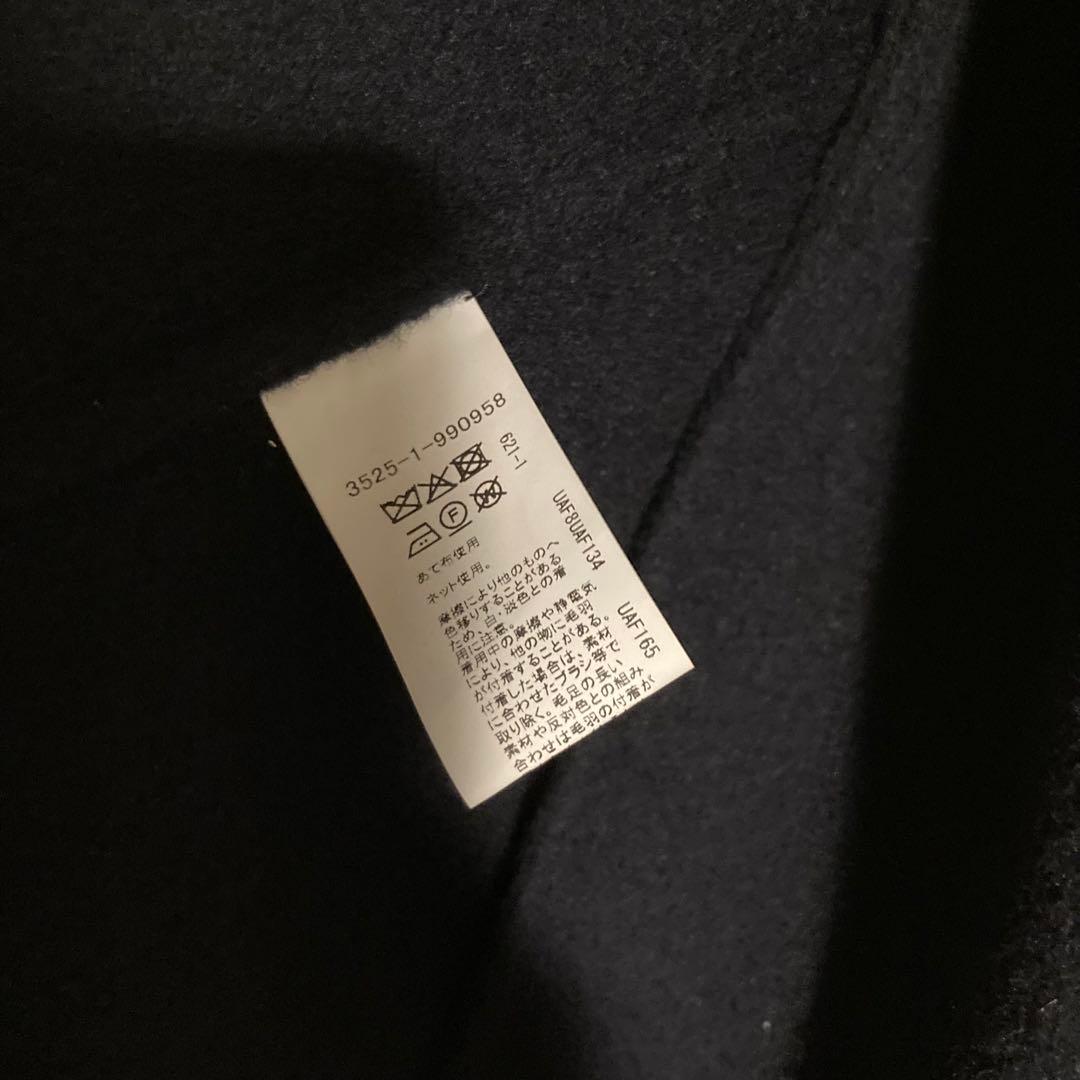 3525-1-990958
621-1
あて布使用
ネット使用。
摩擦により他のものへ
色移りすることがある
ため、白・淡色との着
用に注意。
着用中の摩擦や静電気
により、他の物に毛羽
が付着することがある。
付着した場合は、素材
に合わせたブラシ等で
取り除く。毛足の長い
素材や反対色との組み
合わせは毛羽の付着が
UAF8UAF134
UAF165